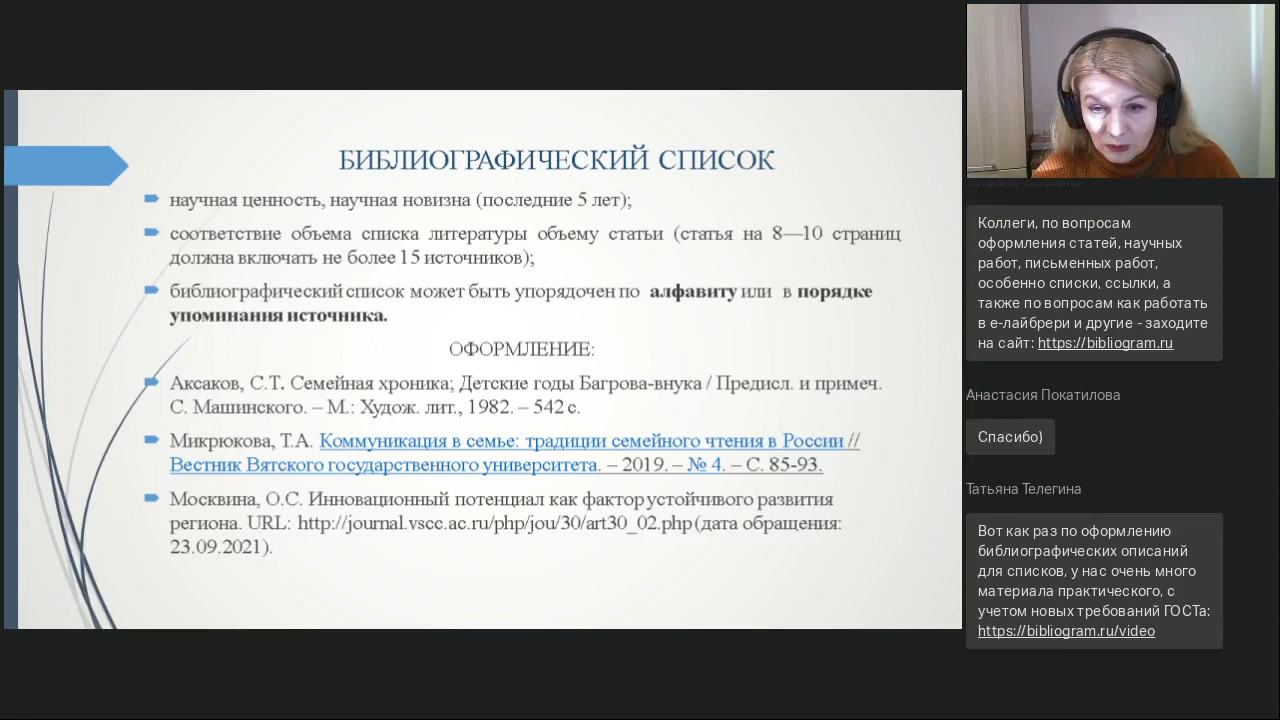 БИБЛИОГРАФИЧЕСКИЙ СПИСОК
научная ценность, научная новизна (последние 5 лет);
соответствие объема списка литературы объему статьи (статья на 8—10 страниц
должна включать не более 15 источников);
библиографический список может быть упорядочен по алфавиту или в порядке
упоминания источника.
ОФОРМЛЕНИЕ:
Аксаков, С.Т. Семейная хроника; Детские годы Багрова-внука / Предисл. и примеч.
С. Машинского. – М.: Худож. лит., 1982. – 542 с.
Микрюкова, Т.А. Коммуникация в семье: традиции семейного чтения в России //
Вестник Вятского государственного университета. – 2019. – № 4. – С. 85-93.
Москвина, О.С. Инновационный потенциал как фактор устойчивого развития
региона. URL: http://journal.vscc.ac.ru/php/jou/30/art30_02.php (дата обращения:
23.09.2021).
Коллеги, по вопросам
оформления статей, научных
работ, письменных работ,
особенно списки, ссылки, а
также по вопросам как работать
в е-лайбрери и другие - заходите
на сайт: https://bibliogram.ru
Анастасия Покатилова
Спасибо)
Татьяна Телегина
Вот как раз по оформлению
библиографических описаний
для списков, у нас очень много
материала практического, с
учетом новых требований ГОСТа:
https://bibliogram.ru/video